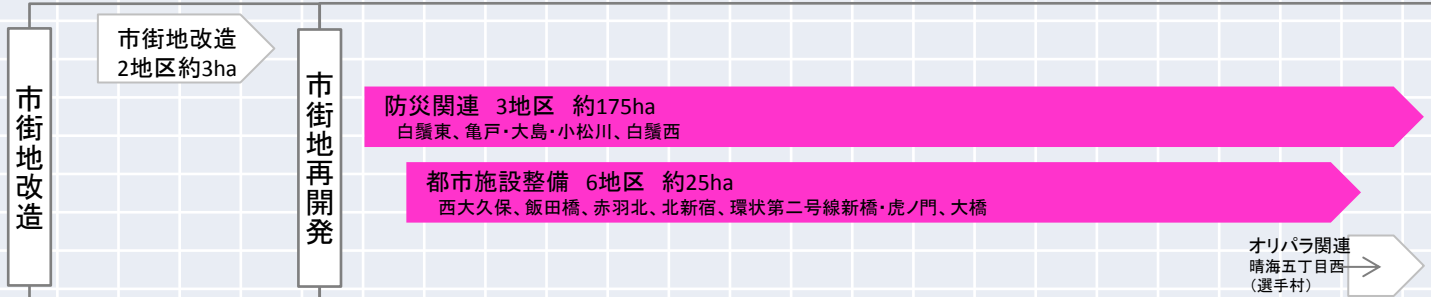 市街地改造
市街地改造
2地区約3ha
市街地再開発
防災関連 3地区 約175ha
白鬚東、亀戸・大島・小松川、白鬚西
都市施設整備 6地区 約25ha
西大久保、飯田橋、赤羽北、北新宿、環状第二号線新橋・虎ノ門、大橋
オリパラ関連
晴海五丁目西
（選手村）